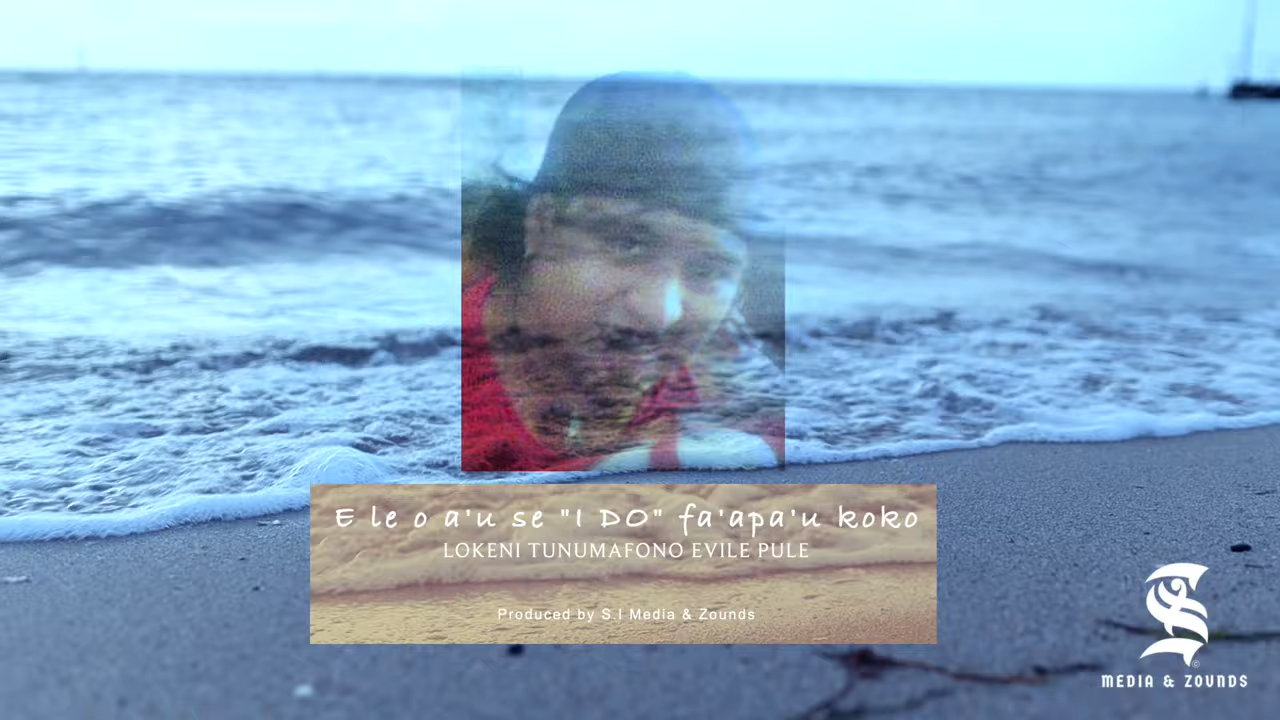 E le o a'u se "I DO" fa'apa'u koko
LOKENI TUNUMAFONO EVILE PULE
Produced by S.I Media & Zounds
S
©
MEDIA & ZOUNDS